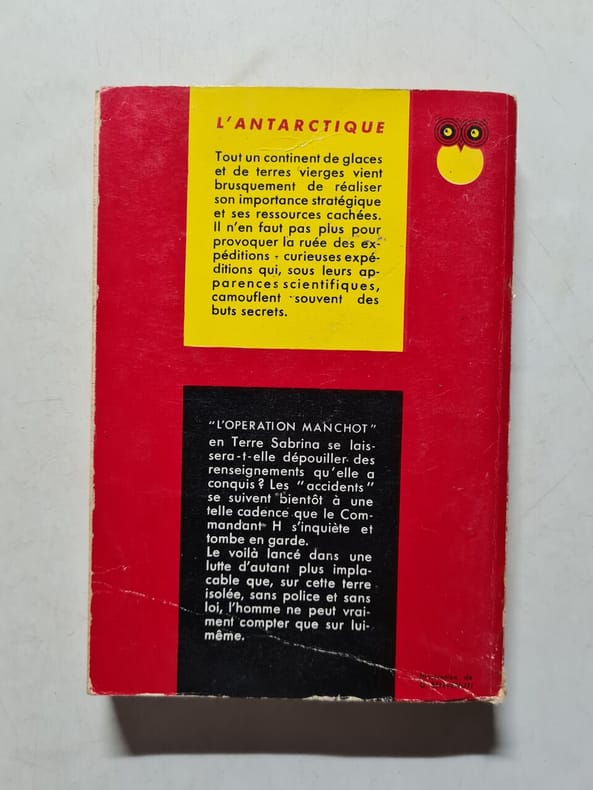 L'ANTARCTIQUE
Tout un continent de glaces
et de terres vierges vient
brusquement de réaliser
son importance stratégique
et ses ressources cachées.
Il n'en faut pas plus pour
provoquer la ruée des ex-
péditions - curieuses expé-
ditions qui, sous leurs ap-
parences scientifiques,
camouflent souvent des
buts secrets.
"L'OPERATION MANCHOT"
en Terre Sabrina se lais-
sera-t-elle dépouiller des
renseignements qu'elle a
conquis? Les "accidents"
se suivent bientôt à une
telle cadence que le Com-
mandant H s'inquiète et
tombe en garde.
Le voilà lancé dans une
lutte d'autant plus impla-
cable que, sur cette terre
isolée, sans police et sans
loi, l'homme ne peut vrai-
ment compter que sur lui-
même.